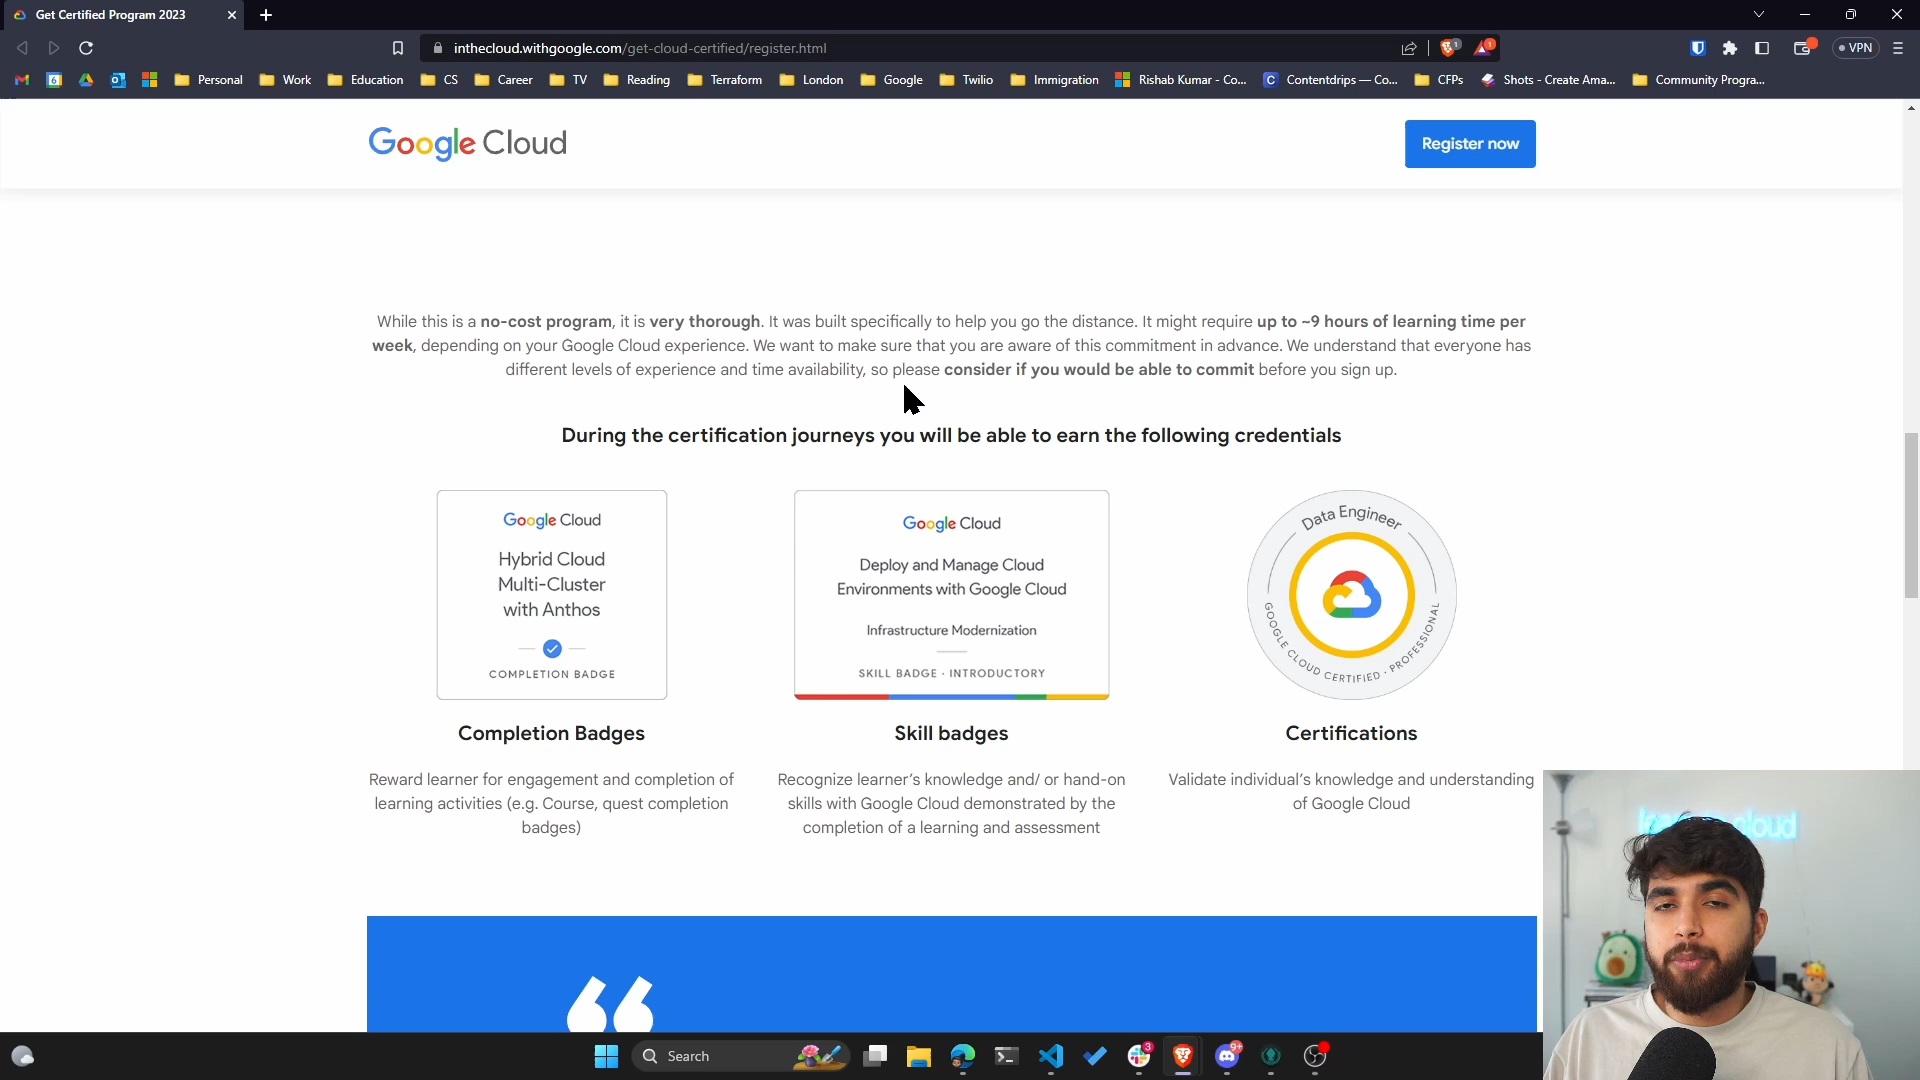 Get Certified Program 2023
inthecloud.withgoogle.com/get-cloud-certified/register.html
1
1
VPN
6
Personal
Work
Education
CS
Career
TV
Reading
Terraform
London
Google
Twilio
Immigration
Rishab Kumar - Co...
Contentdrips — Co...
CFPs
Shots - Create Ama...
Community Progra...
Google Cloud
Register now
While this is a no-cost program, it is very thorough. It was built specifically to help you go the distance. It might require up to ~9 hours of learning time per
week, depending on your Google Cloud experience. We want to make sure that you are aware of this commitment in advance. We understand that everyone has
different levels of experience and time availability, so please consider if you would be able to commit before you sign up.
During the certification journeys you will be able to earn the following credentials
Google Cloud
Hybrid Cloud
Multi-Cluster
with Anthos
COMPLETION BADGE
Completion Badges
Reward learner for engagement and completion of
learning activities (e.g. Course, quest completion
badges)
Google Cloud
Deploy and Manage Cloud
Environments with Google Cloud
Infrastructure Modernization
SKILL BADGE · INTRODUCTORY
Skill badges
Recognize learner's knowledge and/ or hand-on
skills with Google Cloud demonstrated by the
completion of a learning and assessment
Data Engineer
GOOGLE CLOUD CERTIFIED · PROFESSIONAL
Certifications
Validate individual's knowledge and understanding
of Google Cloud
“
cloud
Search
3
9+